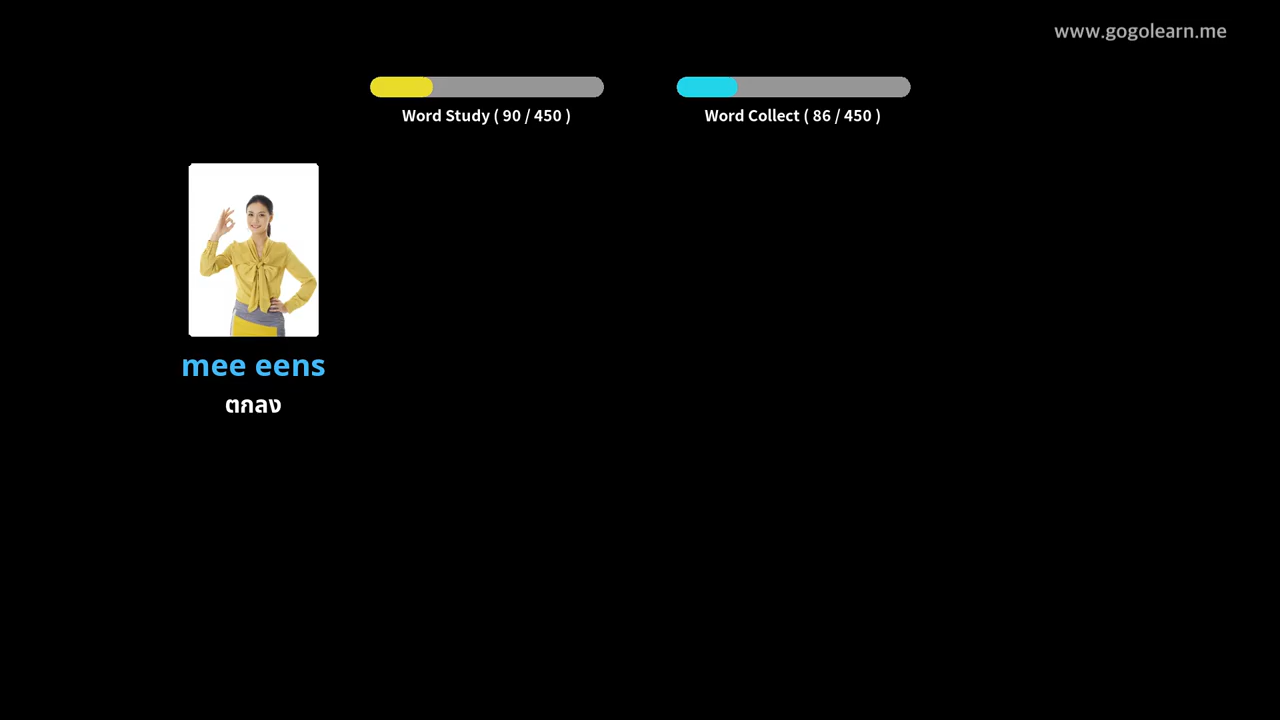 www.gogolearn.me
Word Study ( 90 / 450 )
Word Collect ( 86 / 450 )
mee eens
ตกลง